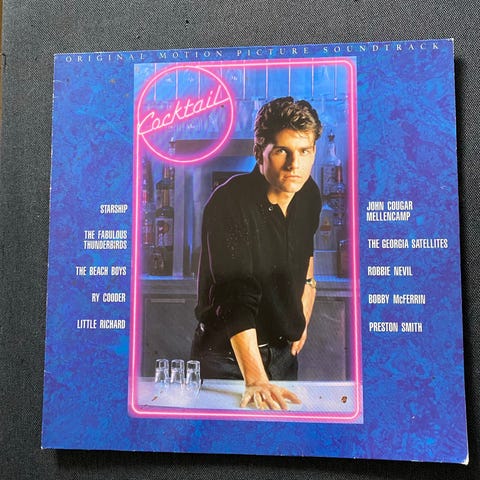 ORIGINAL MOTION PICTURE SOUNDTRACK
Cocktail
STARSHIP
THE FABULOUS
THUNDERBIRDS
THE BEACH BOYS
RY COODER
LITTLE RICHARD
JOHN COUGAR
MELLENCAMP
THE GEORGIA SATELLITES
ROBBIE NEVIL
BOBBY McFERRIN
PRESTON SMITH